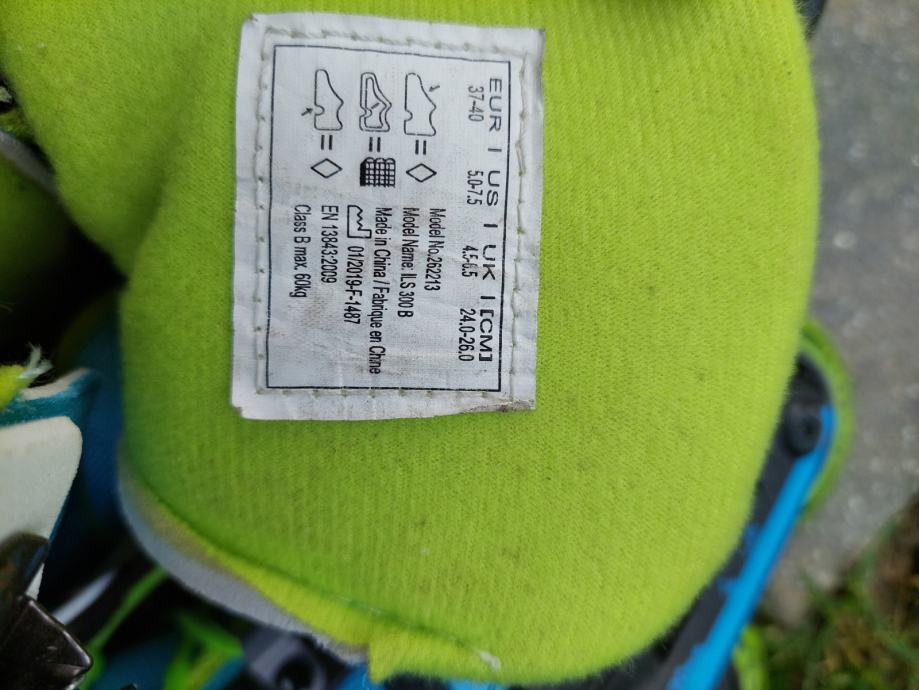 EUR | US | UK | [CM]
37-40 5.0-7.5 4.5-6.5 24.0-26.0
Model No.262213
Model Name: ILS 300 B
Made in China / Fabrique en Chine
01/2019-F-1487
EN 13843:2009
Class B max. 60kg